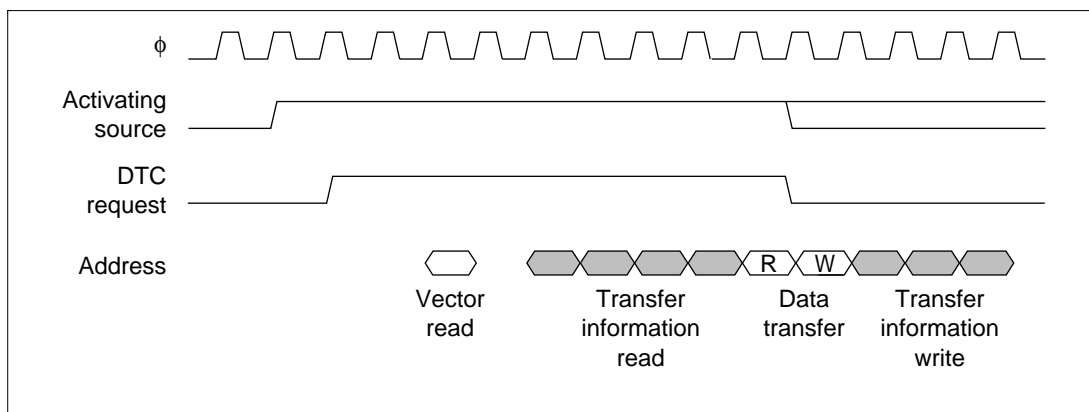 ϕ
Activating
source
DTC
request
Address
R W
Vector
read
Transfer
information
read
Data
transfer
Transfer
information
write